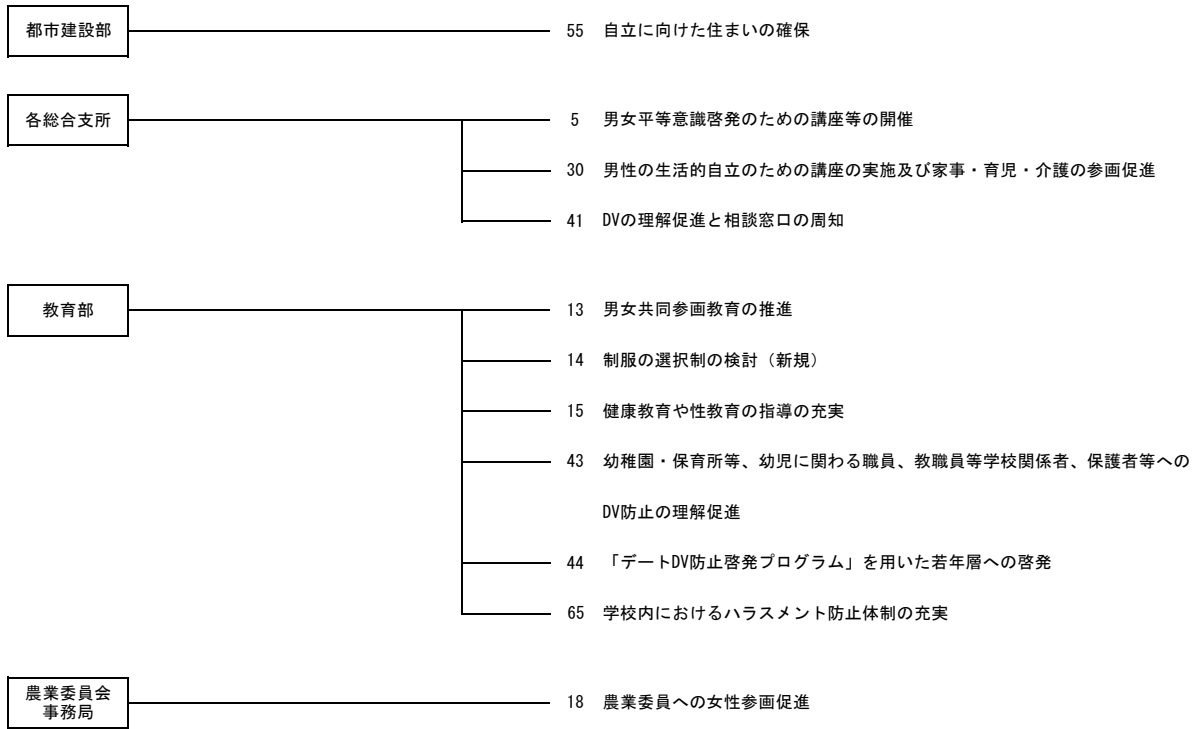 都市建設部
55 自立に向けた住まいの確保
各総合支所
5 男女平等意識啓発のための講座等の開催
30 男性の生活的自立のための講座の実施及び家事・育児・介護の参画促進
41 DVの理解促進と相談窓口の周知
教育部
13 男女共同参画教育の推進
14 制服の選択制の検討（新規）
15 健康教育や性教育の指導の充実
43 幼稚園・保育所等、幼児に関わる職員、教職員等学校関係者、保護者等への
DV防止の理解促進
44 「デートDV防止啓発プログラム」を用いた若年層への啓発
65 学校内におけるハラスメント防止体制の充実
農業委員会
事務局
18 農業委員への女性参画促進